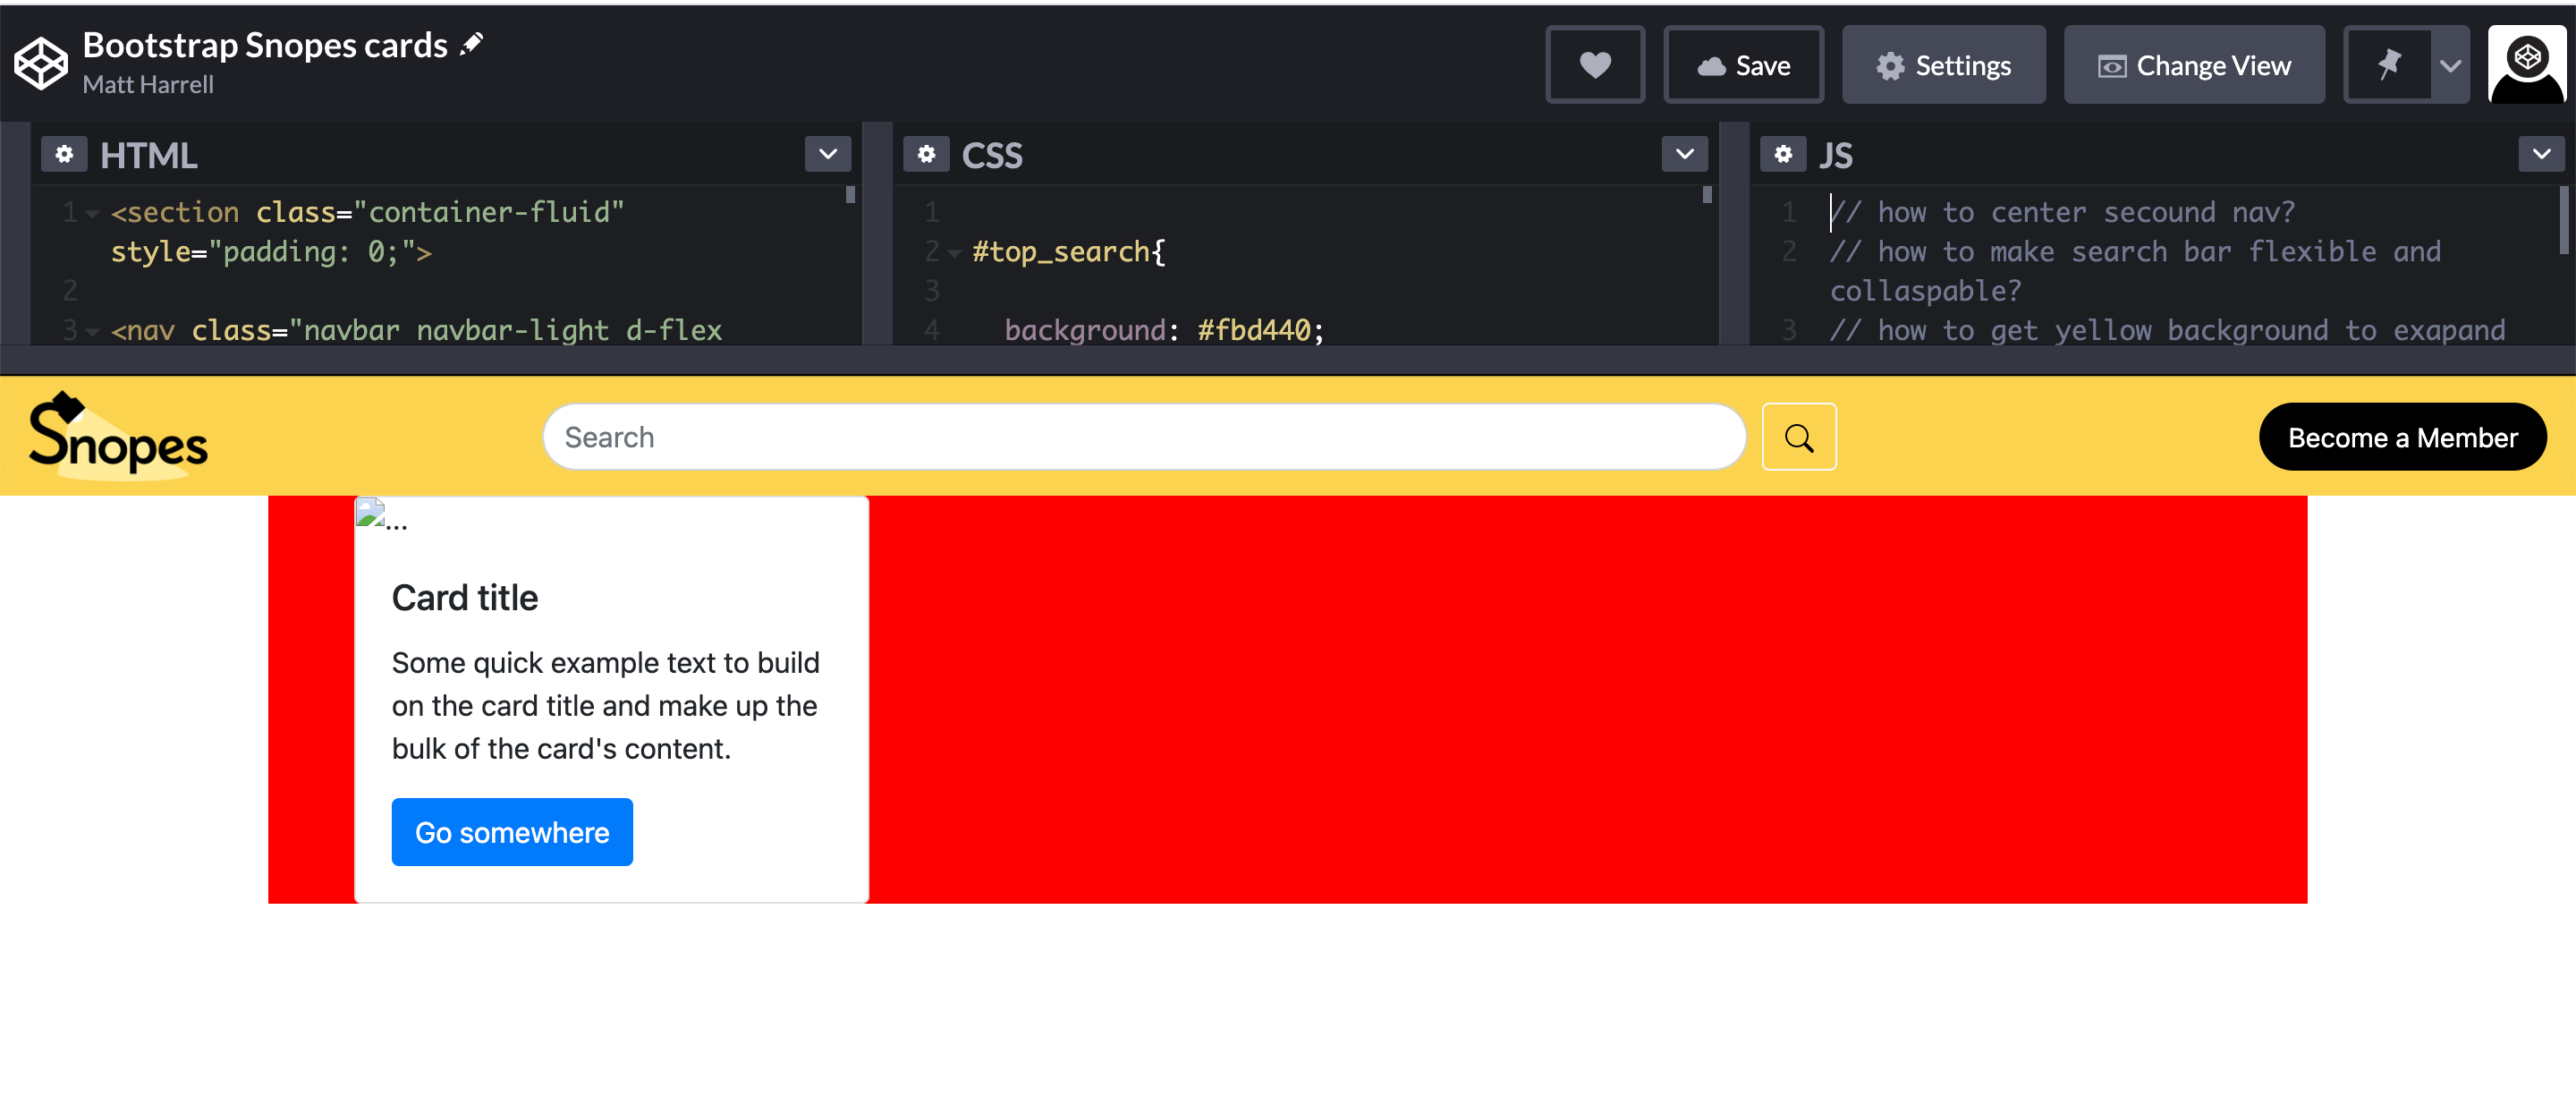 Bootstrap Snopes cards
Matt Harrell
Save
Settings
Change View
HTML
CSS
JS
1 <section class="container-fluid"
style="padding: 0;">
2
3 <nav class="navbar navbar-light d-flex
1
2 #top_search{
3
4 background: #fbd440;
1 // how to center secound nav?
2 // how to make search bar flexible and
collaspable?
3 // how to get yellow background to exapand
Snopes
Search
Become a Member
...
Card title
Some quick example text to build
on the card title and make up the
bulk of the card's content.
Go somewhere